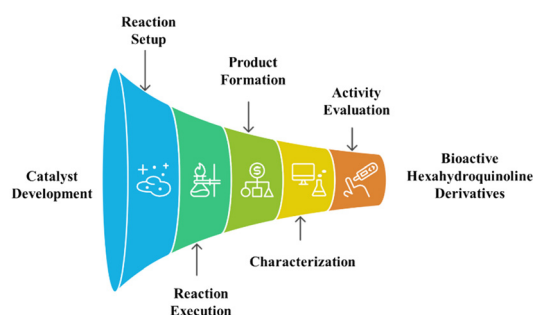 Reaction
Setup
Product
Formation
Activity
Evaluation
Catalyst
Development
Bioactive
Hexahydroquinoline
Derivatives
Characterization
Reaction
Execution